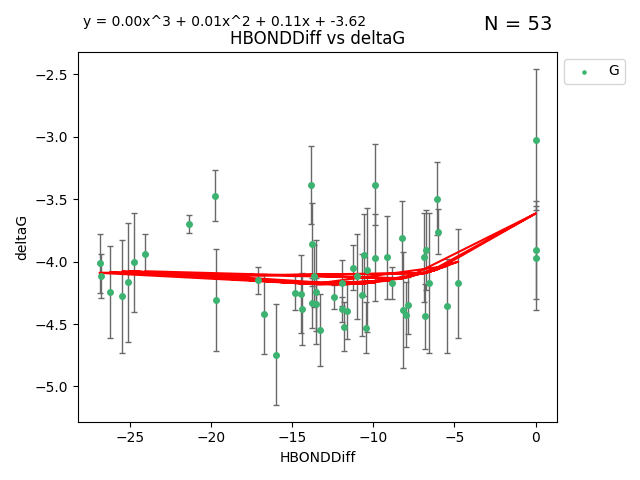 y = 0.00x^3 + 0.01x^2 + 0.11x + -3.62
N = 53
HBONDDiff vs deltaG
G
−2.5
−3.0
−3.5
−4.0
−4.5
−5.0
deltaG
−25 −20 −15 −10 −5 0
HBONDDiff